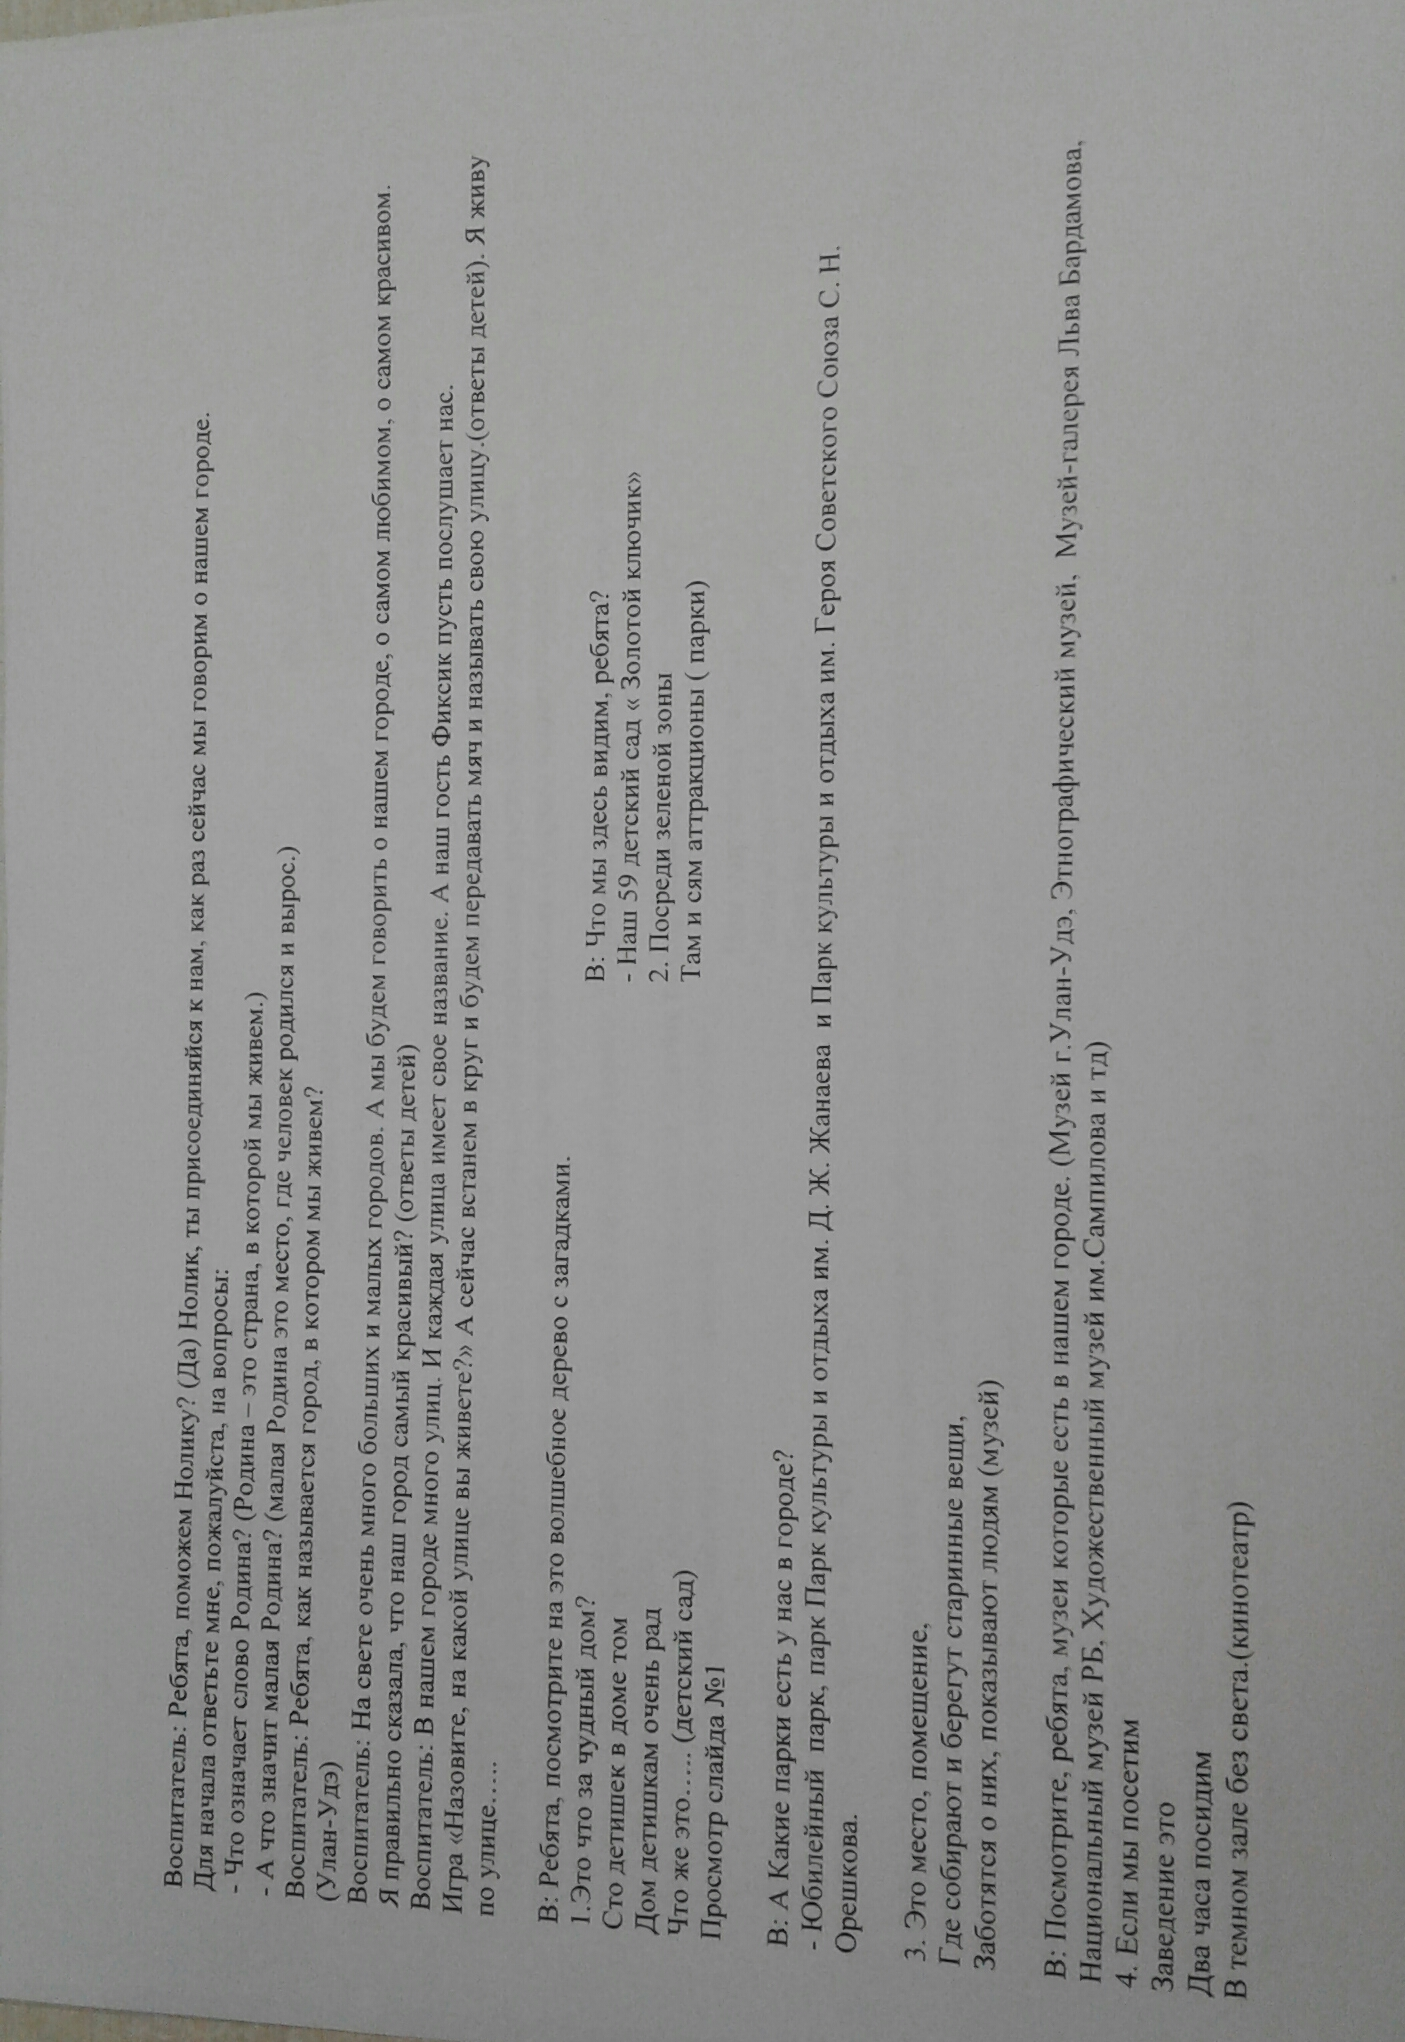 Воспитатель: Ребята, поможем Нолику? (Да) Нолик, ты присоединяйся к нам, как раз сейчас мы говорим о нашем городе.
Для начала ответьте мне, пожалуйста, на вопросы:
- Что означает слово Родина? (Родина – это страна, в которой мы живем.)
- А что значит малая Родина? (малая Родина это место, где человек родился и вырос.)
Воспитатель: Ребята, как называется город, в котором мы живем?
(Улан-Удэ)
Воспитатель: На свете очень много больших и малых городов. А мы будем говорить о нашем городе, о самом любимом, о самом красивом.
Я правильно сказала, что наш город самый красивый? (ответы детей)
Воспитатель: В нашем городе много улиц. И каждая улица имеет свое название. А наш гость Фиксик пусть послушает нас.
Игра «Назовите, на какой улице вы живете?» А сейчас встанем в круг и будем передавать мяч и называть свою улицу.(ответы детей). Я живу
по улице…..
В: Ребята, посмотрите на это волшебное дерево с загадками.
1.Это что за чудный дом?
Сто детишек в доме том
Дом детишкам очень рад
Что же это….. (детский сад)
Просмотр слайда №1
В: Что мы здесь видим, ребята?
- Наш 59 детский сад « Золотой ключик»
2. Посреди зеленой зоны
Там и сям аттракционы ( парки)
В: А Какие парки есть у нас в городе?
- Юбилейный парк, парк Парк культуры и отдыха им. Д. Ж. Жанаева и Парк культуры и отдыха им. Героя Советского Союза С. Н.
Орешкова.
3. Это место, помещение,
Где собирают и берегут старинные вещи,
Заботятся о них, показывают людям (музей)
В: Посмотрите, ребята, музеи которые есть в нашем городе. (Музей г.Улан-Удэ, Этнографический музей, Музей-галерея Льва Бардамова,
Национальный музей РБ, Художественный музей им.Сампилова и тд)
4. Если мы посетим
Заведение это
Два часа посидим
В темном зале без света.(кинотеатр)